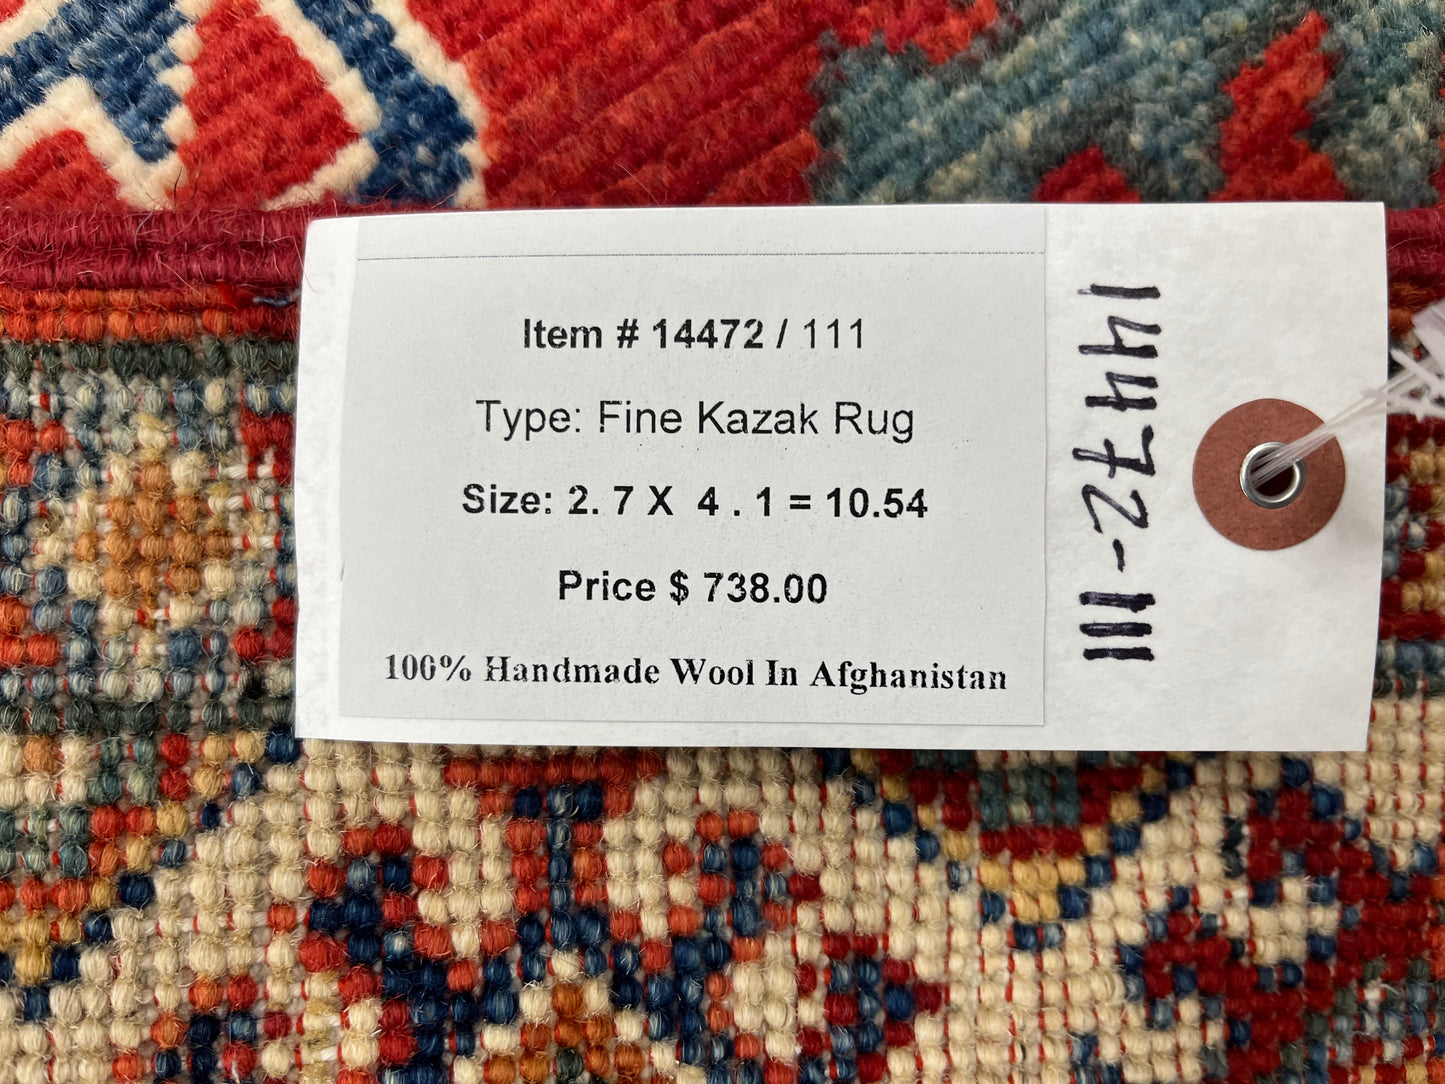 Item # 14472 / 111
Type: Fine Kazak Rug
Size: 2. 7 X 4 . 1 = 10.54
Price $ 738.00
100% Handmade Wool In Afghanistan
14472-111